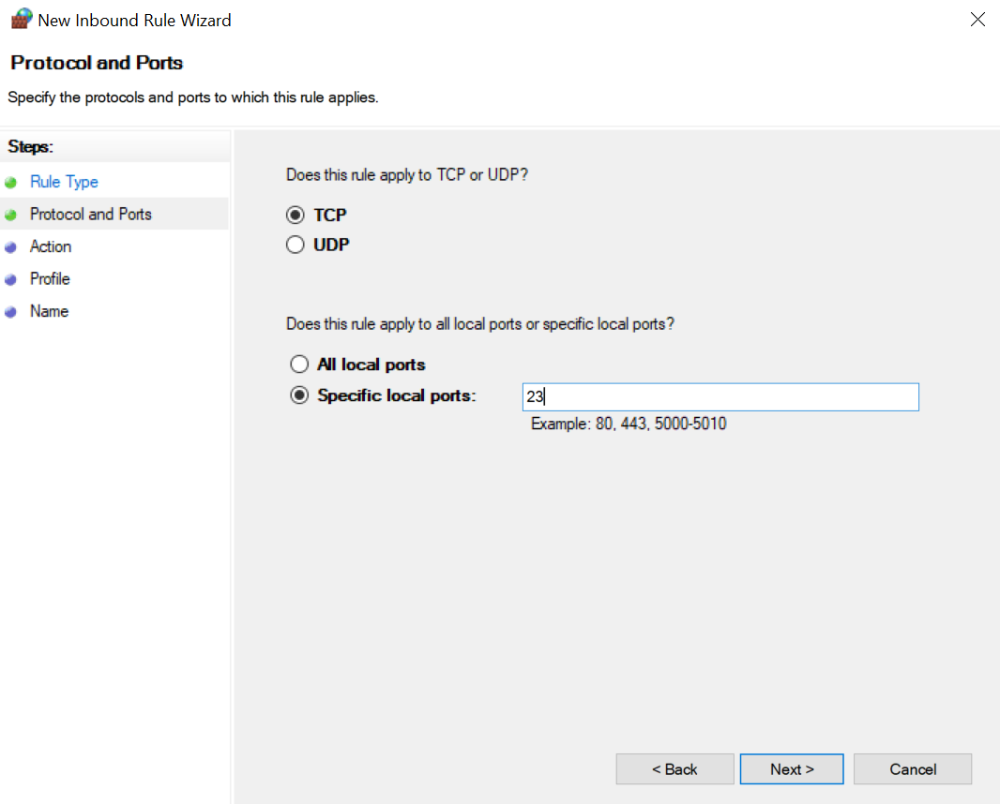 New Inbound Rule Wizard
Protocol and Ports
Specify the protocols and ports to which this rule applies.
Steps:
Rule Type
Protocol and Ports
Action
Profile
Name
Does this rule apply to TCP or UDP?
TCP
UDP
Does this rule apply to all local ports or specific local ports?
All local ports
Specific local ports: 23
Example: 80, 443, 5000-5010
< Back Next > Cancel